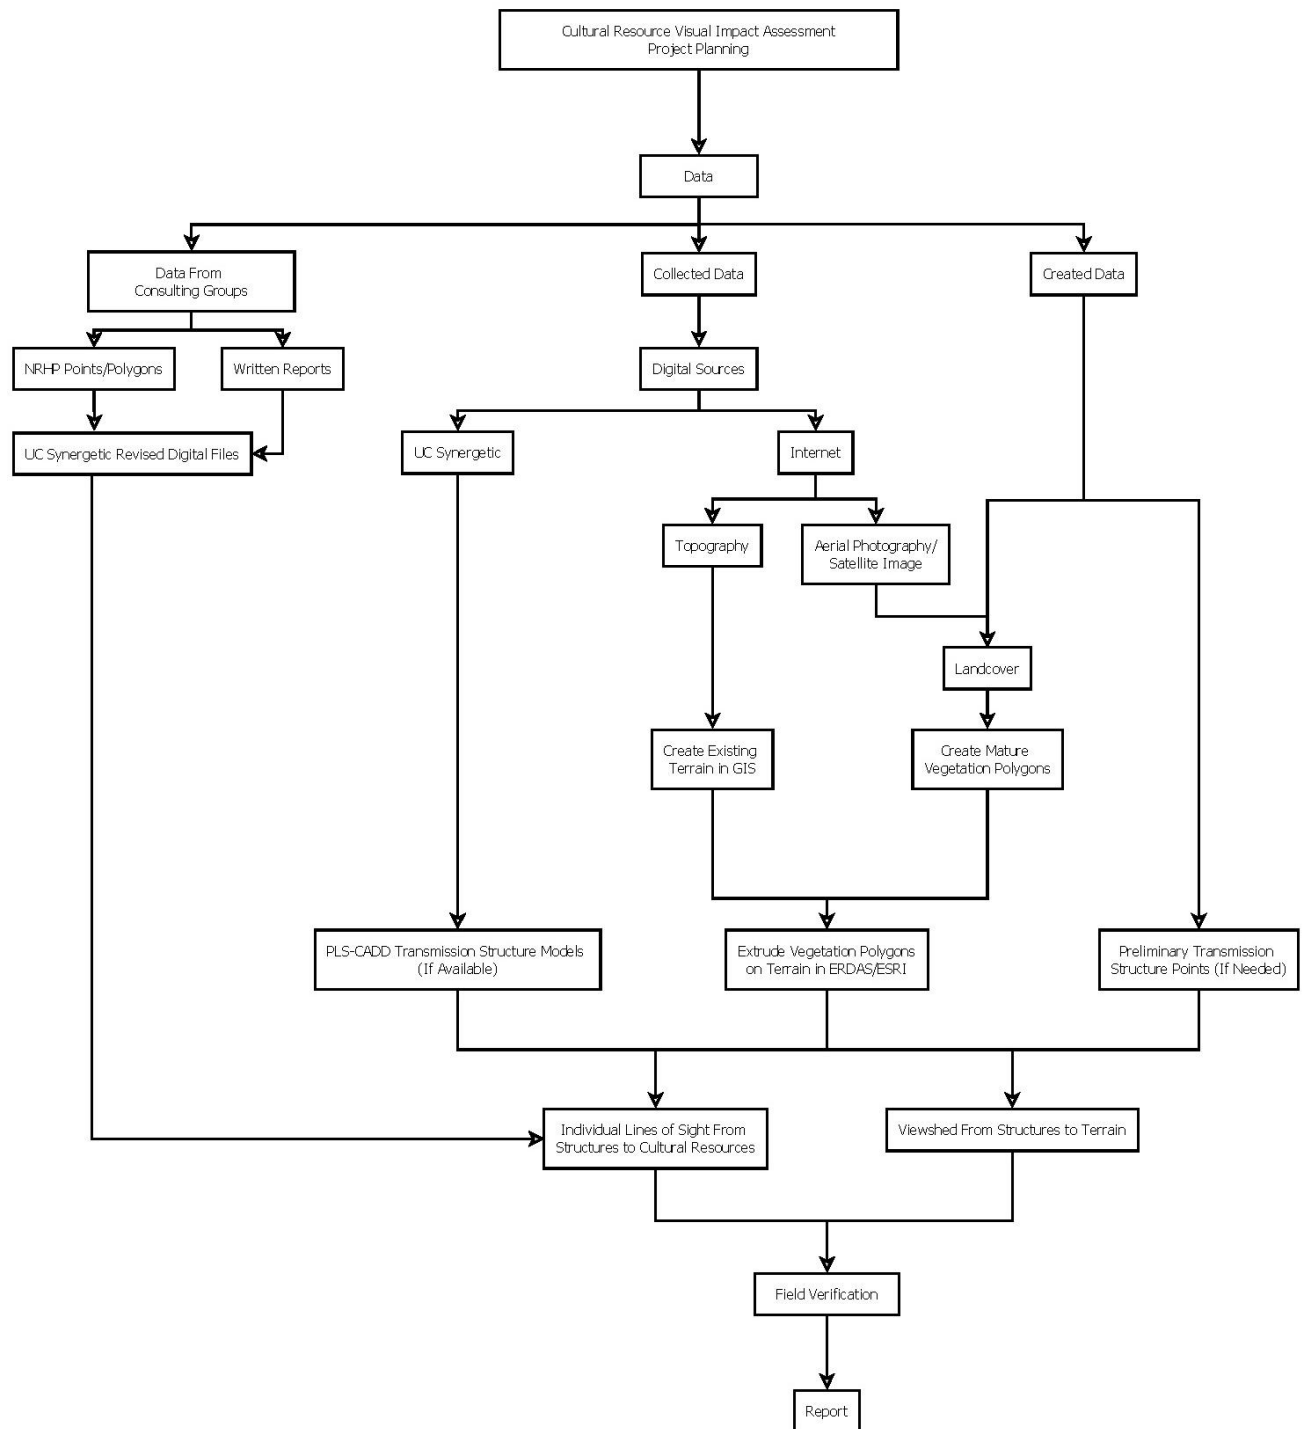 Cultural Resource Visual Impact Assessment
Project Planning
Data
Data From
Consulting Groups
Collected Data
Created Data
NRHP Points/Polygons
Written Reports
Digital Sources
UC Synergetic Revised Digital Files
UC Synergetic
Internet
Topography
Aerial Photography/
Satellite Image
Landcover
Create Existing
Terrain in GIS
Create Mature
Vegetation Polygons
PLS-CADD Transmission Structure Models
(If Available)
Extrude Vegetation Polygons
on Terrain in ERDAS/ESRI
Preliminary Transmission
Structure Points (If Needed)
Individual Lines of Sight From
Structures to Cultural Resources
Viewshed From Structures to Terrain
Field Verification
Report